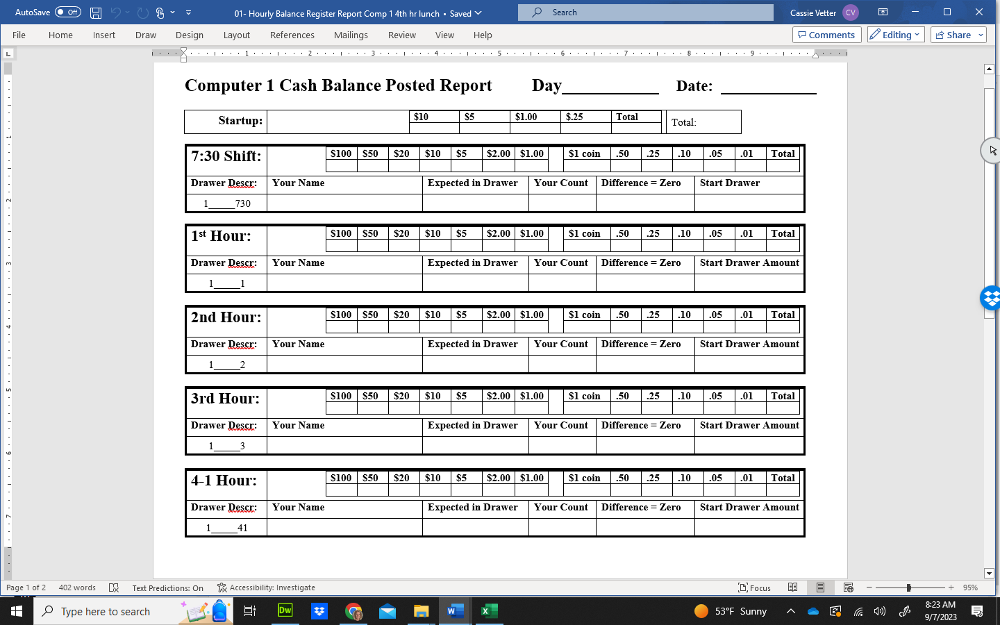 AutoSave Off 01- Hourly Balance Register Report Comp 1 4th hr lunch • Saved Search Cassie Vetter CV
File Home Insert Draw Design Layout References Mailings Review View Help Comments Editing Share
1 2 3 4 5 6 7 8 9
Computer 1 Cash Balance Posted Report Day____________ Date: ____________
Startup: $10 $5 $1.00 $.25 Total Total:
7:30 Shift: $100 $50 $20 $10 $5 $2.00 $1.00 $1 coin .50 .25 .10 .05 .01 Total
Drawer Descr: Your Name Expected in Drawer Your Count Difference = Zero Start Drawer
1_____730
1st Hour: $100 $50 $20 $10 $5 $2.00 $1.00 $1 coin .50 .25 .10 .05 .01 Total
Drawer Descr: Your Name Expected in Drawer Your Count Difference = Zero Start Drawer Amount
1_____1
2nd Hour: $100 $50 $20 $10 $5 $2.00 $1.00 $1 coin .50 .25 .10 .05 .01 Total
Drawer Descr: Your Name Expected in Drawer Your Count Difference = Zero Start Drawer Amount
1_____2
3rd Hour: $100 $50 $20 $10 $5 $2.00 $1.00 $1 coin .50 .25 .10 .05 .01 Total
Drawer Descr: Your Name Expected in Drawer Your Count Difference = Zero Start Drawer Amount
1_____3
4-1 Hour: $100 $50 $20 $10 $5 $2.00 $1.00 $1 coin .50 .25 .10 .05 .01 Total
Drawer Descr: Your Name Expected in Drawer Your Count Difference = Zero Start Drawer Amount
1_____41
Page 1 of 2 402 words Text Predictions: On Accessibility: Investigate Focus 95%
Type here to search Dw W X 53°F Sunny 8:23 AM
9/7/2023